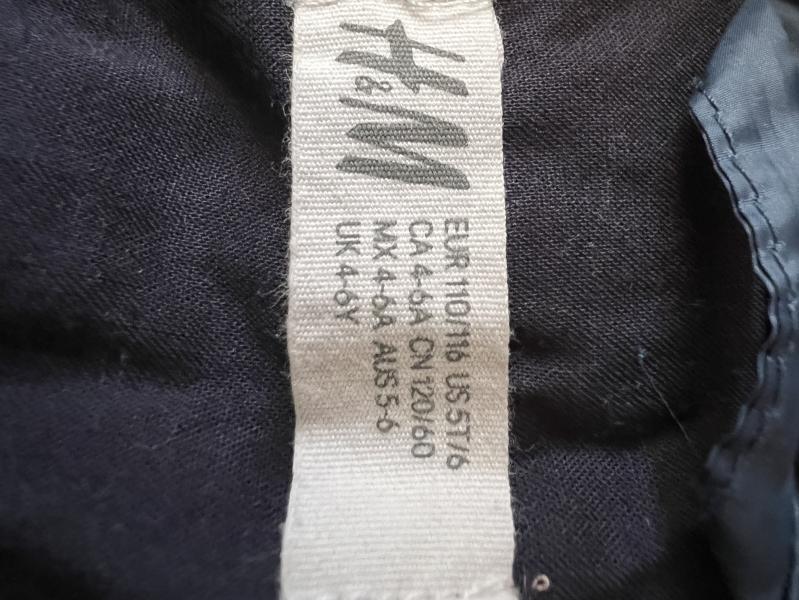 H&M
EUR 110/116 US 5T/6
CA 4-6A CN 120/60
MX 4-6A AUS 5-6
UK 4-6Y